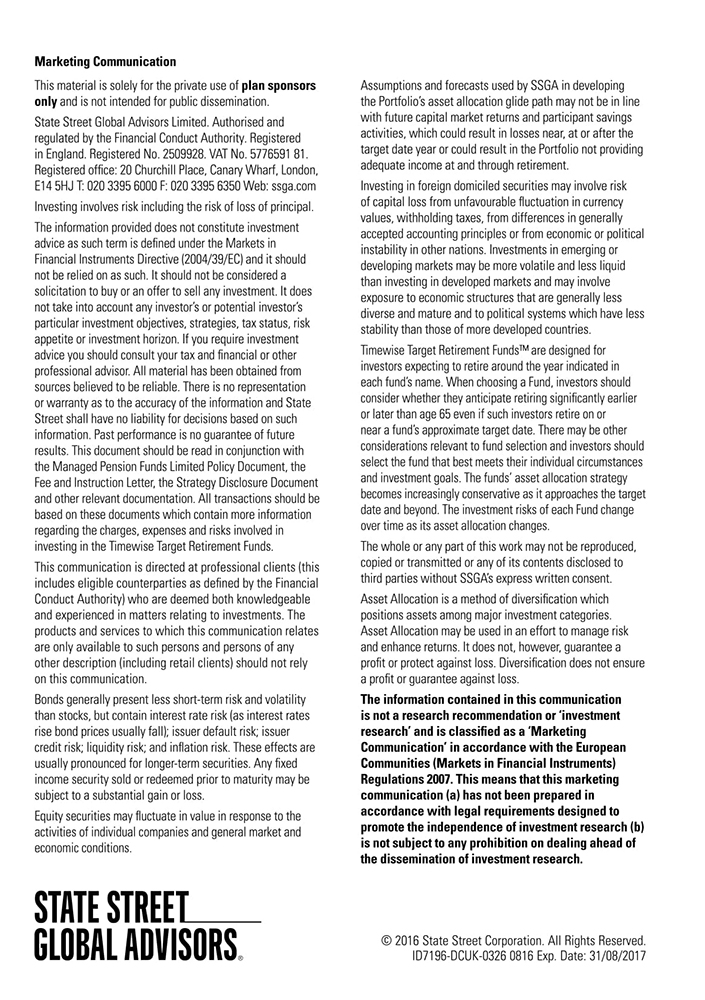 Marketing Communication
This material is solely for the private use of plan sponsors
only and is not intended for public dissemination.
State Street Global Advisors Limited. Authorised and
regulated by the Financial Conduct Authority. Registered
in England. Registered No. 2509928. VAT No. 5776591 81.
Registered office: 20 Churchill Place, Canary Wharf, London,
E14 5HJ T: 020 3395 6000 F: 020 3395 6350 Web: ssga.com
Investing involves risk including the risk of loss of principal.
The information provided does not constitute investment
advice as such term is defined under the Markets in
Financial Instruments Directive (2004/39/EC) and it should
not be relied on as such. It should not be considered a
solicitation to buy or an offer to sell any investment. It does
not take into account any investor's or potential investor's
particular investment objectives, strategies, tax status, risk
appetite or investment horizon. If you require investment
advice you should consult your tax and financial or other
professional advisor. All material has been obtained from
sources believed to be reliable. There is no representation
or warranty as to the accuracy of the information and State
Street shall have no liability for decisions based on such
information. Past performance is no guarantee of future
results. This document should be read in conjunction with
the Managed Pension Funds Limited Policy Document, the
Fee and Instruction Letter, the Strategy Disclosure Document
and other relevant documentation. All transactions should be
based on these documents which contain more information
regarding the charges, expenses and risks involved in
investing in the Timewise Target Retirement Funds.
This communication is directed at professional clients (this
includes eligible counterparties as defined by the Financial
Conduct Authority) who are deemed both knowledgeable
and experienced in matters relating to investments. The
products and services to which this communication relates
are only available to such persons and persons of any
other description (including retail clients) should not rely
on this communication.
Bonds generally present less short-term risk and volatility
than stocks, but contain interest rate risk (as interest rates
rise bond prices usually fall); issuer default risk; issuer
credit risk; liquidity risk; and inflation risk. These effects are
usually pronounced for longer-term securities. Any fixed
income security sold or redeemed prior to maturity may be
subject to a substantial gain or loss.
Equity securities may fluctuate in value in response to the
activities of individual companies and general market and
economic conditions.
Assumptions and forecasts used by SSGA in developing
the Portfolio's asset allocation glide path may not be in line
with future capital market returns and participant savings
activities, which could result in losses near, at or after the
target date year or could result in the Portfolio not providing
adequate income at and through retirement.
Investing in foreign domiciled securities may involve risk
of capital loss from unfavourable fluctuation in currency
values, withholding taxes, from differences in generally
accepted accounting principles or from economic or political
instability in other nations. Investments in emerging or
developing markets may be more volatile and less liquid
than investing in developed markets and may involve
exposure to economic structures that are generally less
diverse and mature and to political systems which have less
stability than those of more developed countries.
Timewise Target Retirement Funds™ are designed for
investors expecting to retire around the year indicated in
each fund's name. When choosing a Fund, investors should
consider whether they anticipate retiring significantly earlier
or later than age 65 even if such investors retire on or
near a fund's approximate target date. There may be other
considerations relevant to fund selection and investors should
select the fund that best meets their individual circumstances
and investment goals. The funds' asset allocation strategy
becomes increasingly conservative as it approaches the target
date and beyond. The investment risks of each Fund change
over time as its asset allocation changes.
The whole or any part of this work may not be reproduced,
copied or transmitted or any of its contents disclosed to
third parties without SSGA's express written consent.
Asset Allocation is a method of diversification which
positions assets among major investment categories.
Asset Allocation may be used in an effort to manage risk
and enhance returns. It does not, however, guarantee a
profit or protect against loss. Diversification does not ensure
a profit or guarantee against loss.
The information contained in this communication
is not a research recommendation or 'investment
research' and is classified as a 'Marketing
Communication' in accordance with the European
Communities (Markets in Financial Instruments)
Regulations 2007. This means that this marketing
communication (a) has not been prepared in
accordance with legal requirements designed to
promote the independence of investment research (b)
is not subject to any prohibition on dealing ahead of
the dissemination of investment research.
STATE STREET
GLOBAL ADVISORS®
© 2016 State Street Corporation. All Rights Reserved.
ID7196-DCUK-0326 0816 Exp. Date: 31/08/2017